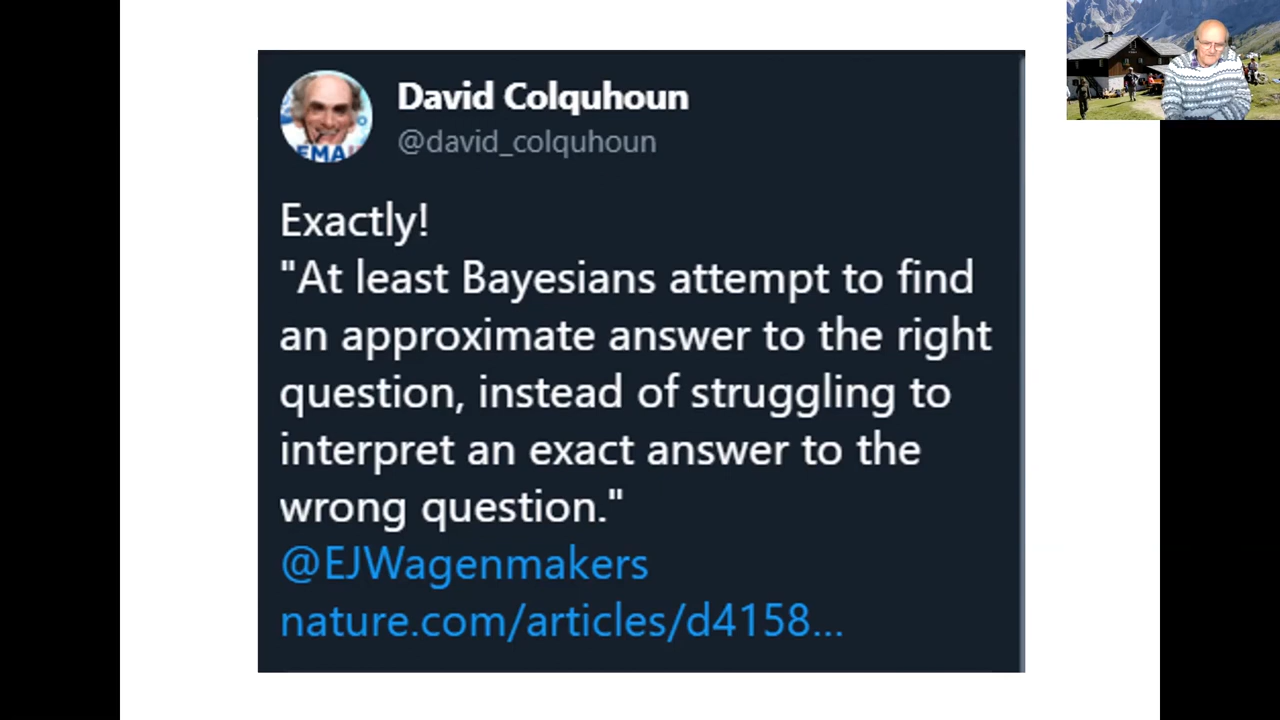 David Colquhoun
@david_colquhoun
Exactly!
"At least Bayesians attempt to find
an approximate answer to the right
question, instead of struggling to
interpret an exact answer to the
wrong question."
@EJWagenmakers
nature.com/articles/d4158...